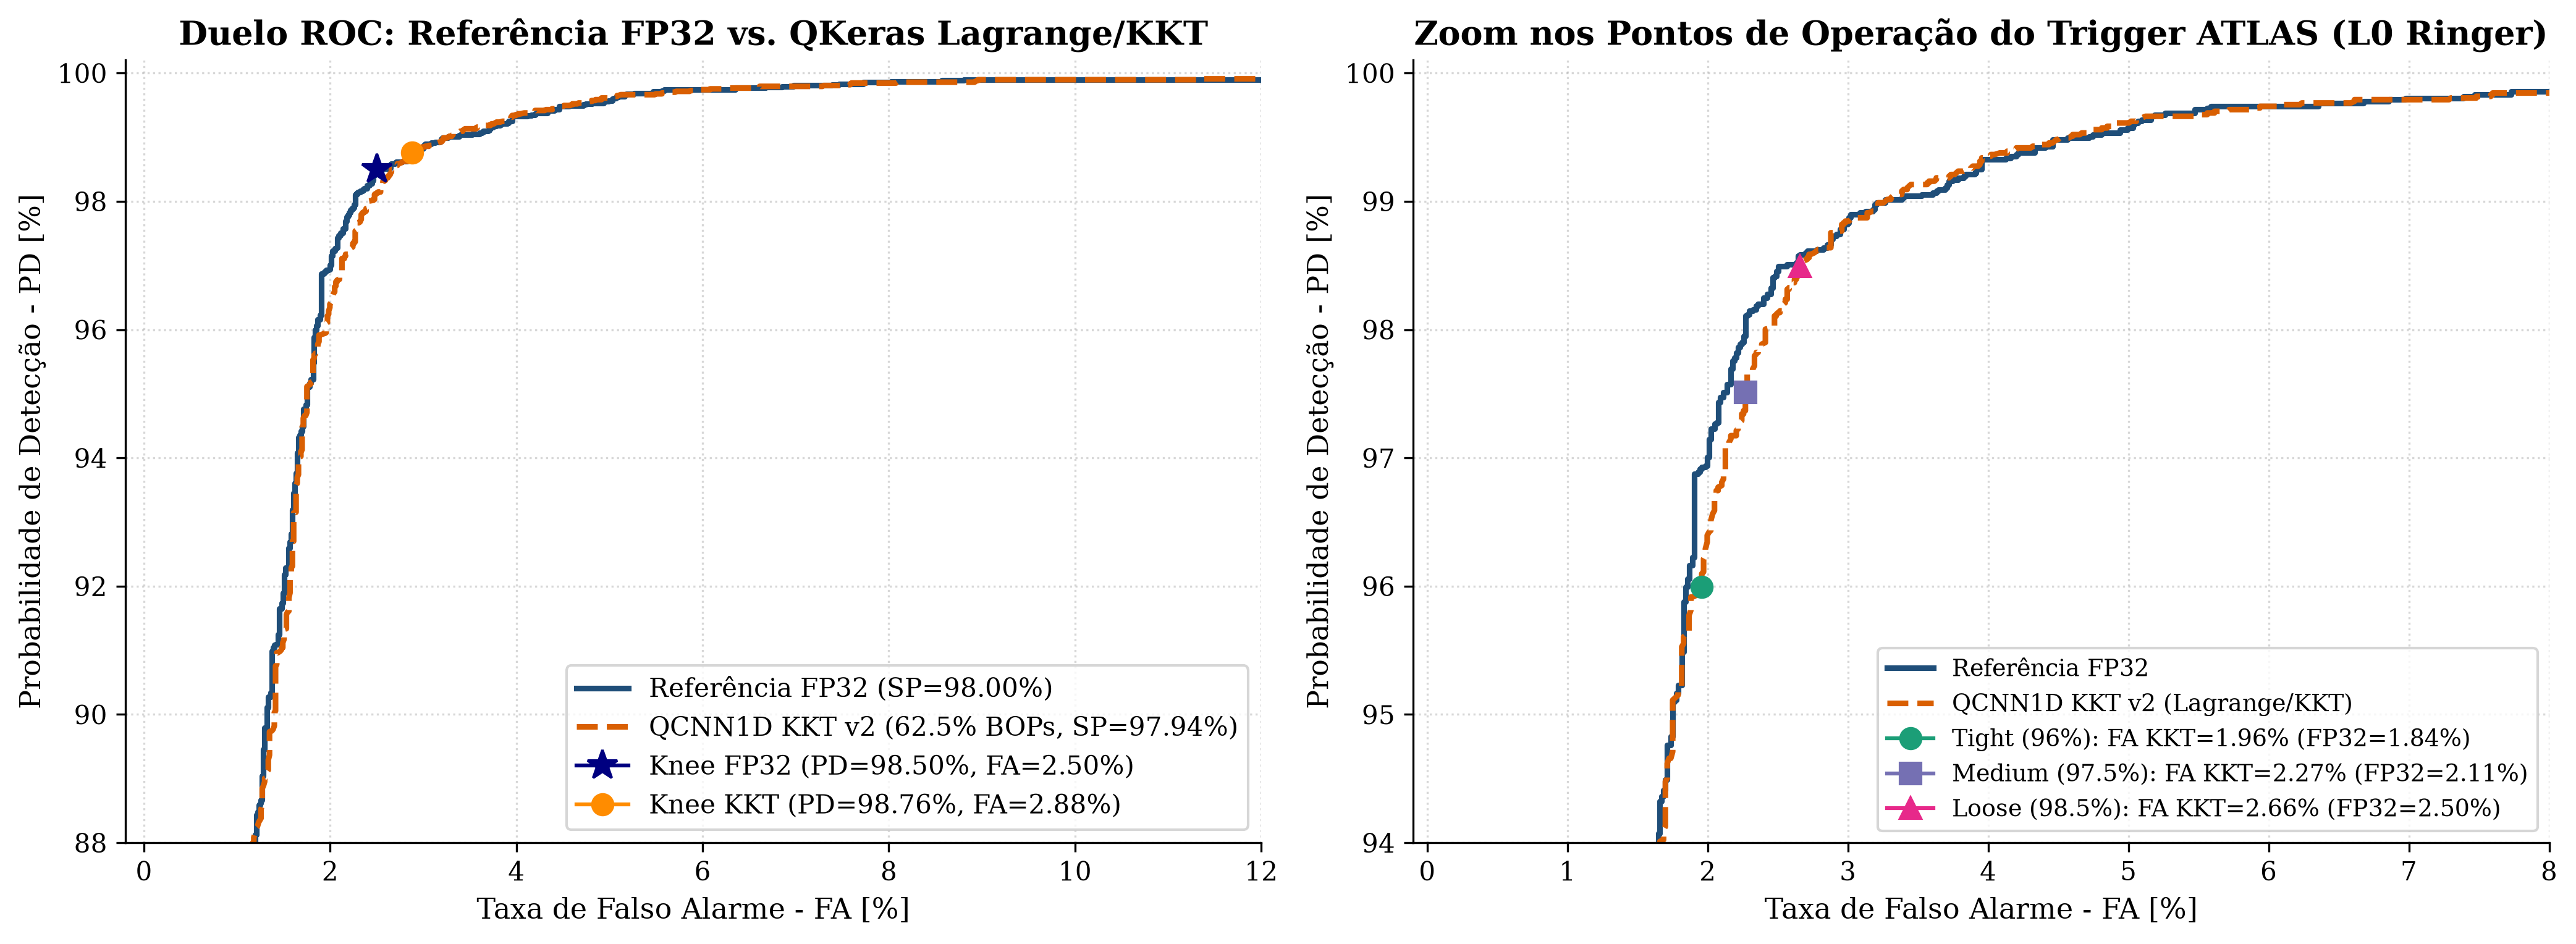 Duelo ROC: Referência FP32 vs. QKeras Lagrange/KKT
100
98
96
94
92
90
88
Probabilidade de Detecção - PD [%]
0
2
4
6
8
10
12
Taxa de Falso Alarme - FA [%]
Referência FP32 (SP=98.00%)
QCNN1D KKT v2 (62.5% BOPs, SP=97.94%)
Knee FP32 (PD=98.50%, FA=2.50%)
Knee KKT (PD=98.76%, FA=2.88%)
Zoom nos Pontos de Operação do Trigger ATLAS (L0 Ringer)
100
99
98
97
96
95
94
Probabilidade de Detecção - PD [%]
0
1
2
3
4
5
6
7
8
Taxa de Falso Alarme - FA [%]
Referência FP32
QCNN1D KKT v2 (Lagrange/KKT)
Tight (96%): FA KKT=1.96% (FP32=1.84%)
Medium (97.5%): FA KKT=2.27% (FP32=2.11%)
Loose (98.5%): FA KKT=2.66% (FP32=2.50%)